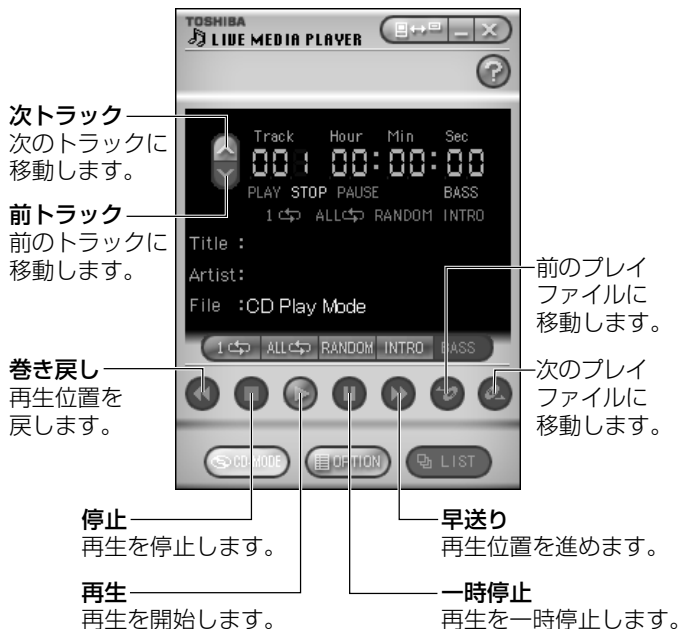 TOSHIBA
LIVE MEDIA PLAYER
?
次トラック
次のトラックに
移動します。
前トラック
前のトラックに
移動します。
Track Hour Min Sec
001 00:00:00
PLAY STOP PAUSE BASS
1 ALL RANDOM INTRO
Title :
Artist:
File :CD Play Mode
1 ALL RANDOM INTRO BASS
前のプレイ
ファイルに
移動します。
巻き戻し
再生位置を
戻します。
次のプレイ
ファイルに
移動します。
CD-MODE OPTION LIST
停止
再生を停止します。
早送り
再生位置を進めます。
再生
再生を開始します。
一時停止
再生を一時停止します。